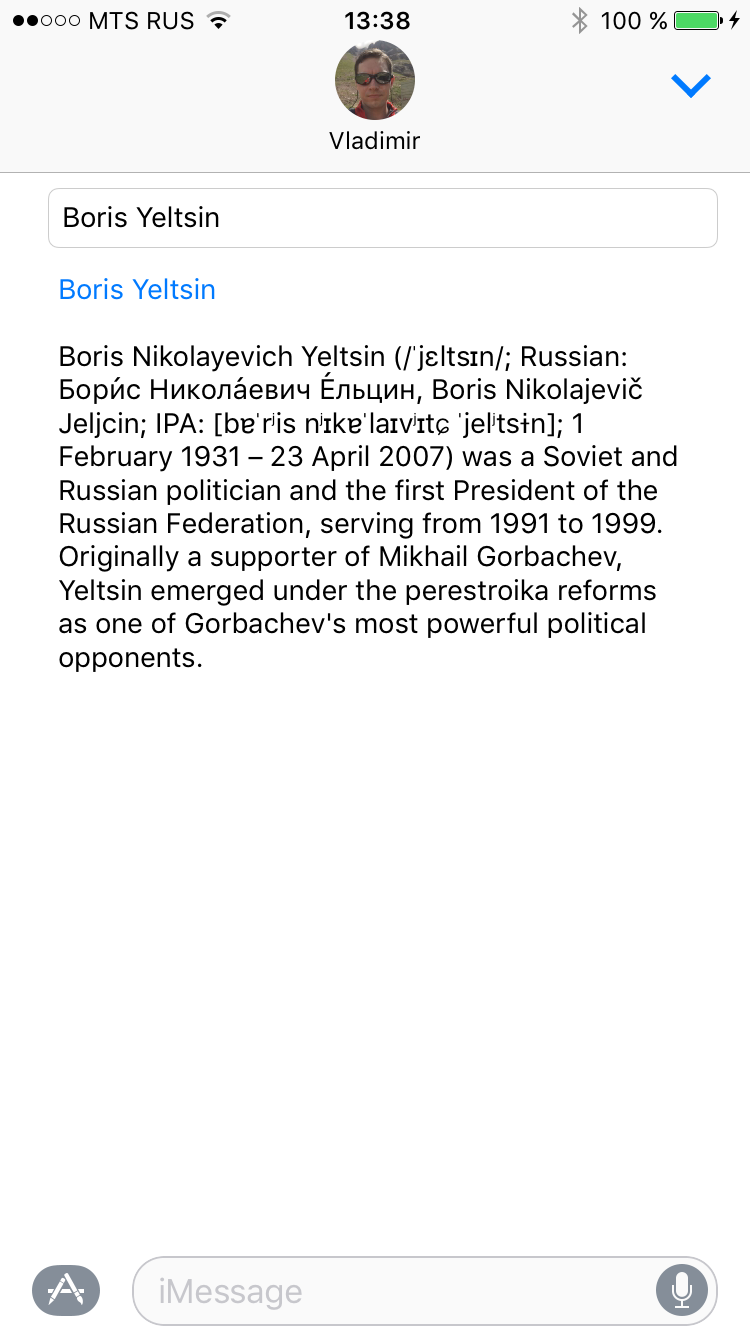 MTS RUS 13:38 100 %
Vladimir
Boris Yeltsin
Boris Yeltsin
Boris Nikolayevich Yeltsin (/ˈjɛltsɪn/; Russian:
Бори́с Никола́евич Е́льцин, Boris Nikolajevič
Jeljcin; IPA: [bɐˈrʲis nʲɪkɐˈlaɪvʲɪtɕ ˈjelʲtsɨn]; 1
February 1931 – 23 April 2007) was a Soviet and
Russian politician and the first President of the
Russian Federation, serving from 1991 to 1999.
Originally a supporter of Mikhail Gorbachev,
Yeltsin emerged under the perestroika reforms
as one of Gorbachev's most powerful political
opponents.
iMessage